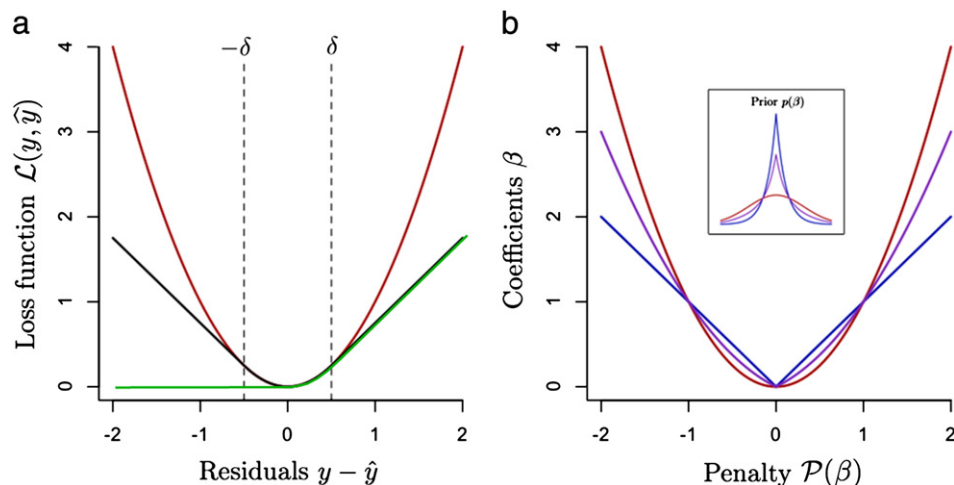 a
−δ δ
4
3
2
1
0
-2 -1 0 1 2
Loss function ℒ(y, ŷ)
Residuals y − ŷ
b
4
3
2
1
0
-2 -1 0 1 2
Coefficients β
Penalty 𝒫(β)
Prior p(β)